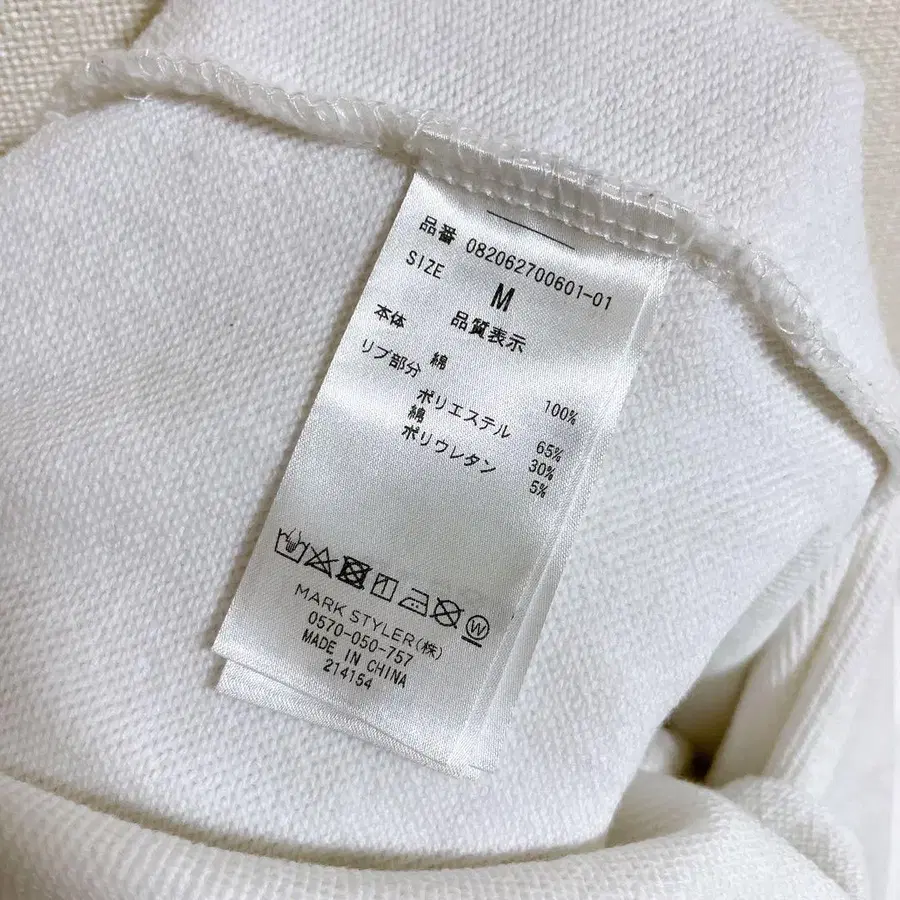 品番 082062700601-01
SIZE M
品質表示
本体 綿 100%
リブ部分 ポリエステル 65%
綿 30%
ポリウレタン 5%
W
MARK STYLER(株)
0570-050-757
MADE IN CHINA
214154